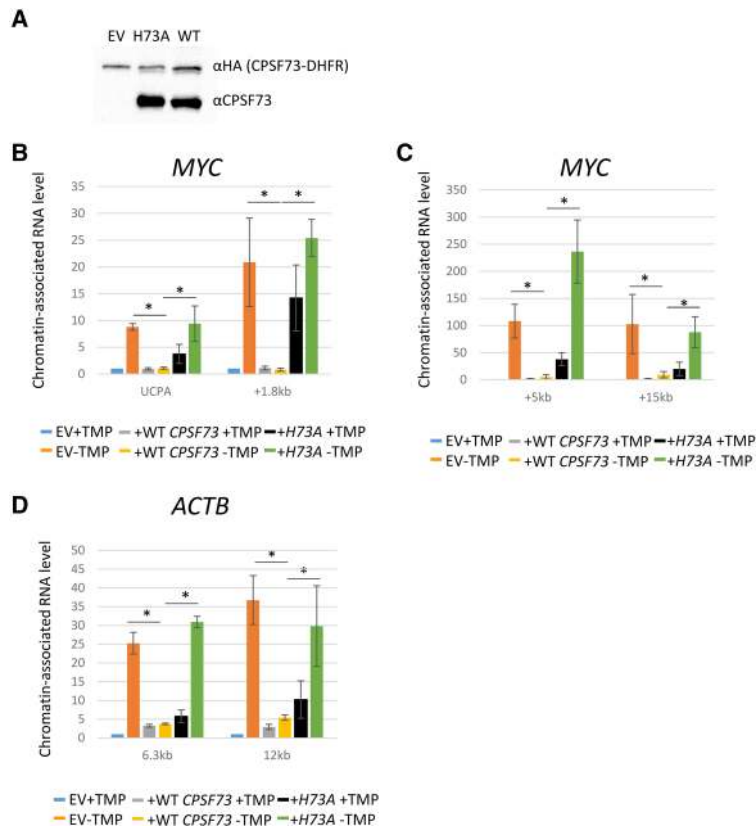 A
EV H73A WT
αHA (CPSF73-DHFR)
αCPSF73
B
MYC
Chromatin-associated RNA level
35
30
25
20
15
10
5
0
* * * *
UCPA +1.8kb
EV+TMP +WT CPSF73 +TMP +H73A +TMP
EV-TMP +WT CPSF73 -TMP +H73A -TMP
C
MYC
Chromatin-associated RNA level
350
300
250
200
150
100
50
0
* * * *
+5kb +15kb
EV+TMP +WT CPSF73 +TMP +H73A +TMP
EV-TMP +WT CPSF73 -TMP +H73A -TMP
D
ACTB
Chromatin-associated RNA level
50
45
40
35
30
25
20
15
10
5
0
* * * *
6.3kb 12kb
EV+TMP +WT CPSF73 +TMP +H73A +TMP
EV-TMP +WT CPSF73 -TMP +H73A -TMP